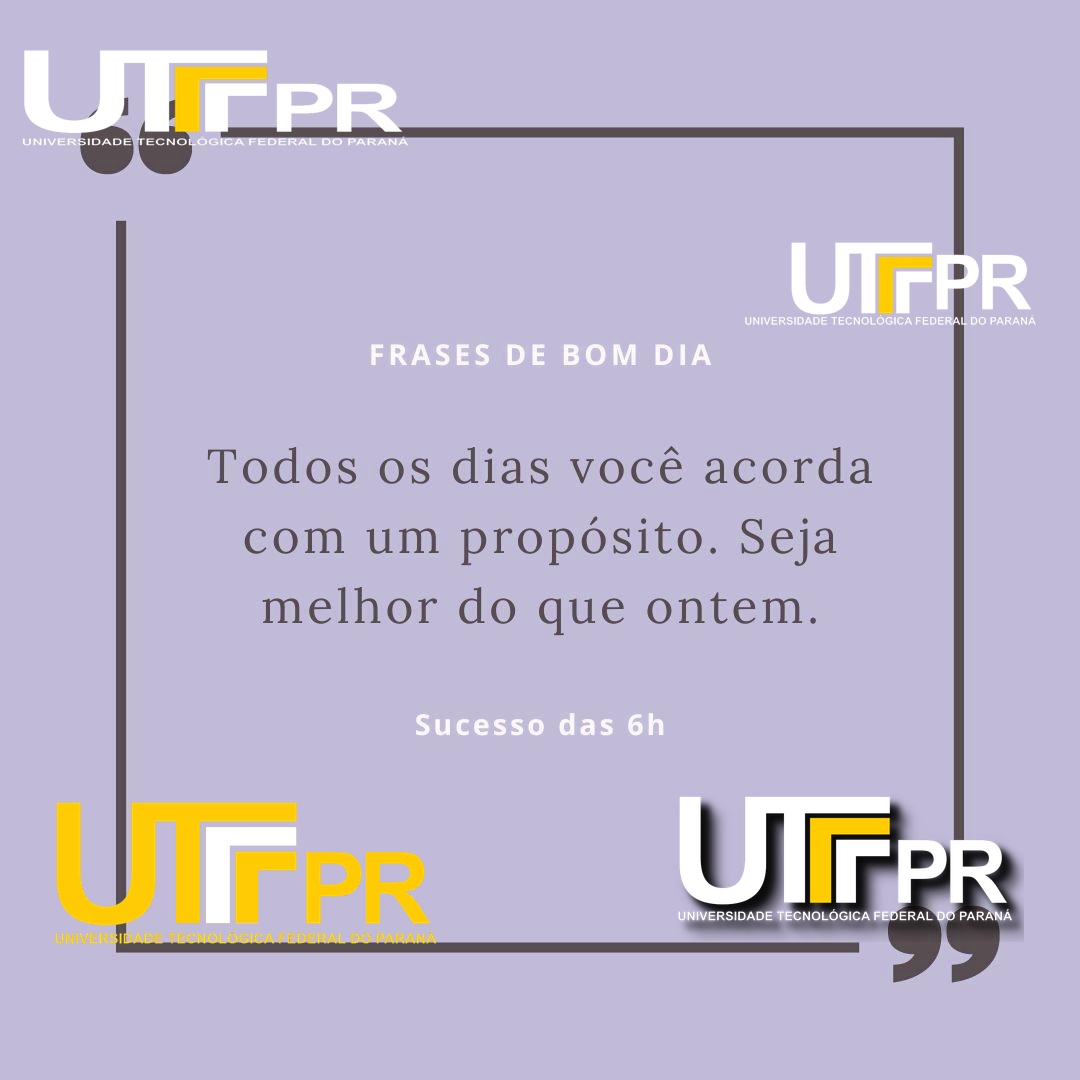 UTFPR
UNIVERSIDADE TECNOLÓGICA FEDERAL DO PARANÁ
UTFPR
UNIVERSIDADE TECNOLÓGICA FEDERAL DO PARANÁ
FRASES DE BOM DIA
Todos os dias você acorda
com um propósito. Seja
melhor do que ontem.
Sucesso das 6h
UTFPR
UNIVERSIDADE TECNOLÓGICA FEDERAL DO PARANÁ
UTFPR
UNIVERSIDADE TECNOLÓGICA FEDERAL DO PARANÁ